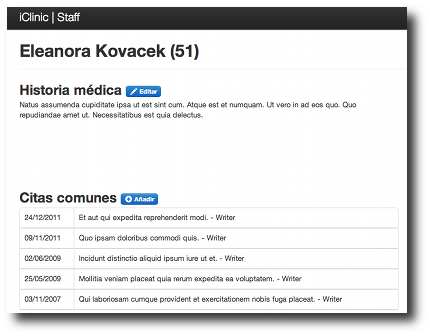 iClinic | Staff
Eleanora Kovacek (51)
Historia médica Editar
Natus assumenda cupiditate ipsa ut est sint cum. Atque est et numquam. Ut vero in ad eos quo. Quo
repudiandae amet ut. Necessitatibus est quia delectus.
Citas comunes Añadir
24/12/2011 Et aut qui expedita reprehenderit modi. - Writer
09/11/2011 Quo ipsam doloribus commodi quis. - Writer
02/06/2009 Incidunt distinctio aliquid ipsum iure ut et. - Writer
25/05/2009 Mollitia veniam placeat quia rerum expedita ea voluptatem. - Writer
03/11/2007 Qui laboriosam cumque provident et exercitationem nobis fuga placeat. - Writer